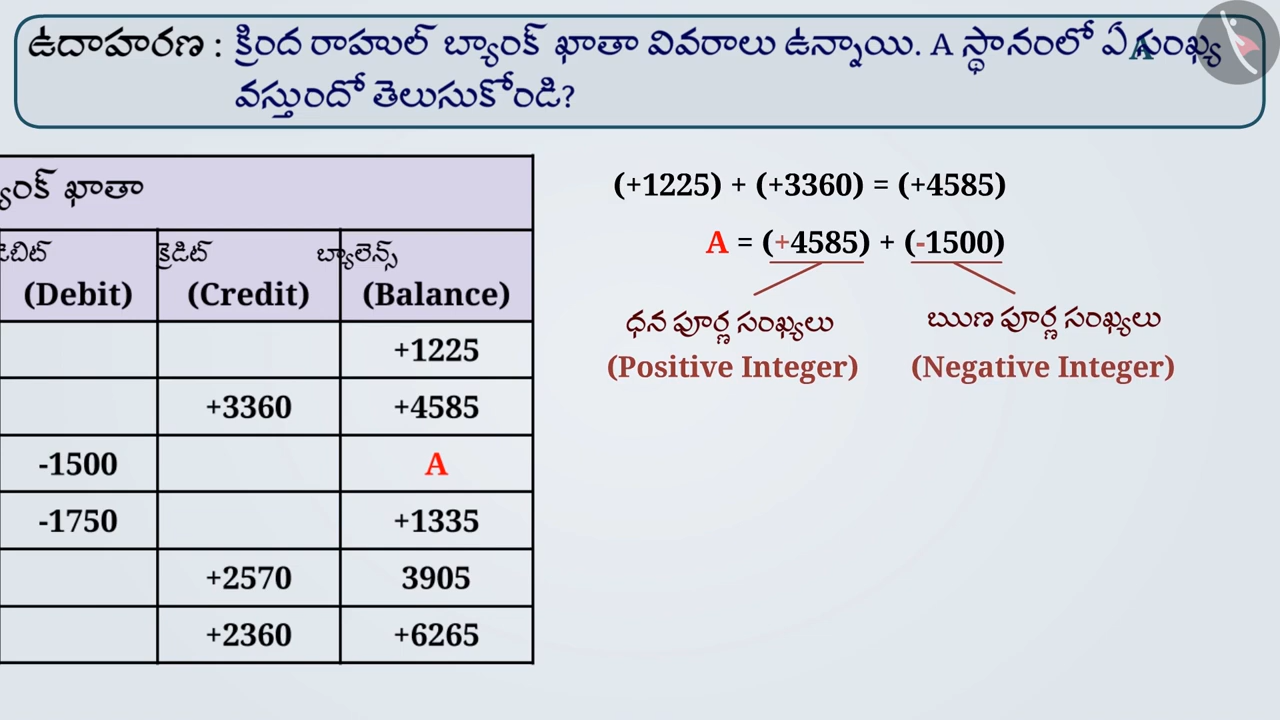 ఉదాహరణ : క్రింద రాహుల్ బ్యాంక్ ఖాతా వివరాలు ఉన్నాయి. A స్థానంలో ఏ సంఖ్య
వస్తుందో తెలుసుకోండి?
బ్యాంక్ ఖాతా
డెబిట్ క్రెడిట్ బ్యాలెన్స్
(Debit) (Credit) (Balance)
+1225
+3360 +4585
-1500 A
-1750 +1335
+2570 3905
+2360 +6265
(+1225) + (+3360) = (+4585)
A = (+4585) + (-1500)
ధన పూర్ణ సంఖ్యలు ఋణ పూర్ణ సంఖ్యలు
(Positive Integer) (Negative Integer)